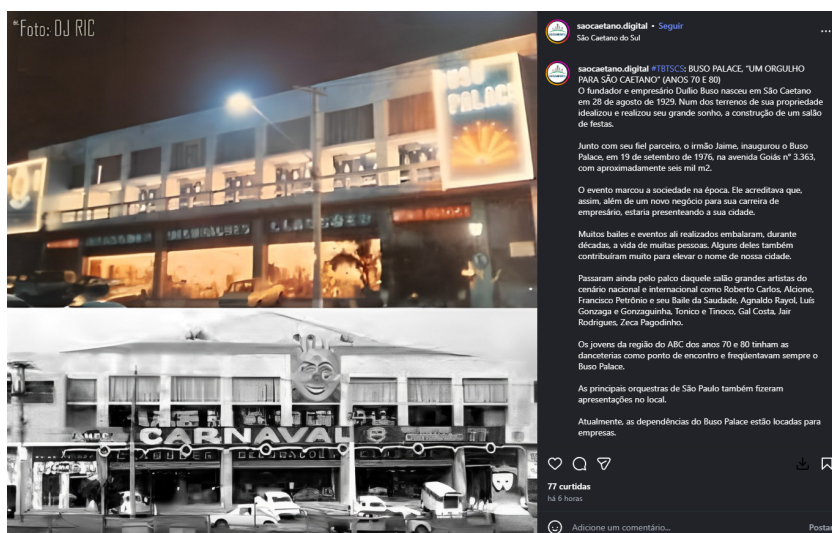 Foto: DJ RIC
BUSO
PALACE
CARNAVAL
saocaetano.digital • Seguir
São Caetano do Sul
saocaetano.digital #TBTSCS: BUSO PALACE, “UM ORGULHO
PARA SÃO CAETANO” (ANOS 70 E 80)
O fundador e empresário Duílio Buso nasceu em São Caetano
em 28 de agosto de 1929. Num dos terrenos de sua propriedade
idealizou e realizou seu grande sonho, a construção de um salão
de festas.
Junto com seu fiel parceiro, o irmão Jaime, inaugurou o Buso
Palace, em 19 de setembro de 1976, na avenida Goiás n° 3.363,
com aproximadamente seis mil m2.
O evento marcou a sociedade na época. Ele acreditava que,
assim, além de um novo negócio para sua carreira de
empresário, estaria presenteando a sua cidade.
Muitos bailes e eventos ali realizados embalaram, durante
décadas, a vida de muitas pessoas. Alguns deles também
contribuíram muito para elevar o nome de nossa cidade.
Passaram ainda pelo palco daquele salão grandes artistas do
cenário nacional e internacional como Roberto Carlos, Alcione,
Francisco Petrônio e seu Baile da Saudade, Agnaldo Rayol, Luís
Gonzaga e Gonzaguinha, Tonico e Tinoco, Gal Costa, Jair
Rodrigues, Zeca Pagodinho.
Os jovens da região do ABC dos anos 70 e 80 tinham as
danceterias como ponto de encontro e freqüentavam sempre o
Buso Palace.
As principais orquestras de São Paulo também fizeram
apresentações no local.
Atualmente, as dependências do Buso Palace estão locadas para
empresas.
77 curtidas
há 6 horas
Adicione um comentário...
Postar